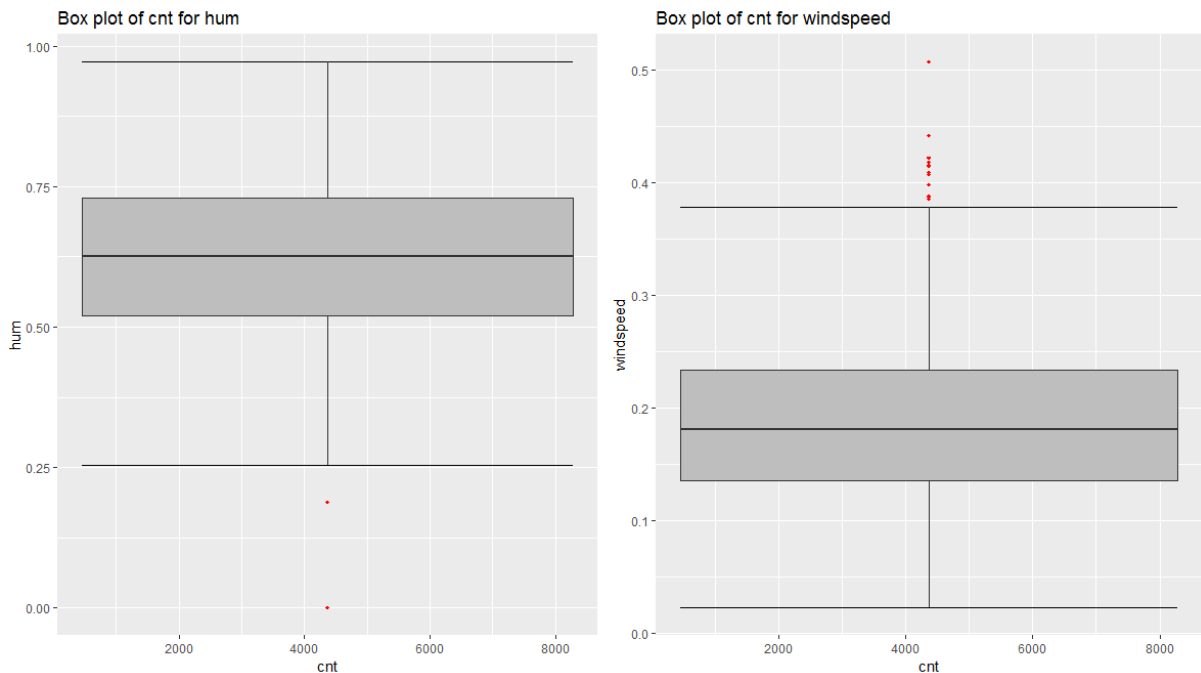 Box plot of cnt for hum
1.00
0.75
0.50
0.25
0.00
hum
2000 4000 6000 8000
cnt
Box plot of cnt for windspeed
0.5
0.4
0.3
0.2
0.1
0.0
windspeed
2000 4000 6000 8000
cnt